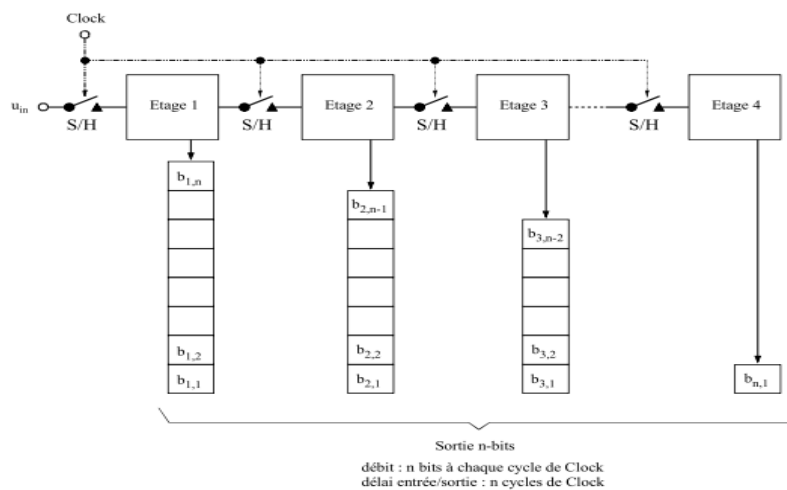 Clock
u_in
S/H
Etage 1
S/H
Etage 2
S/H
Etage 3
S/H
Etage 4
b_1,n
b_2,n-1
b_3,n-2
b_1,2
b_2,2
b_3,2
b_1,1
b_2,1
b_3,1
b_n,1
Sortie n-bits
débit : n bits à chaque cycle de Clock
délai entrée/sortie : n cycles de Clock